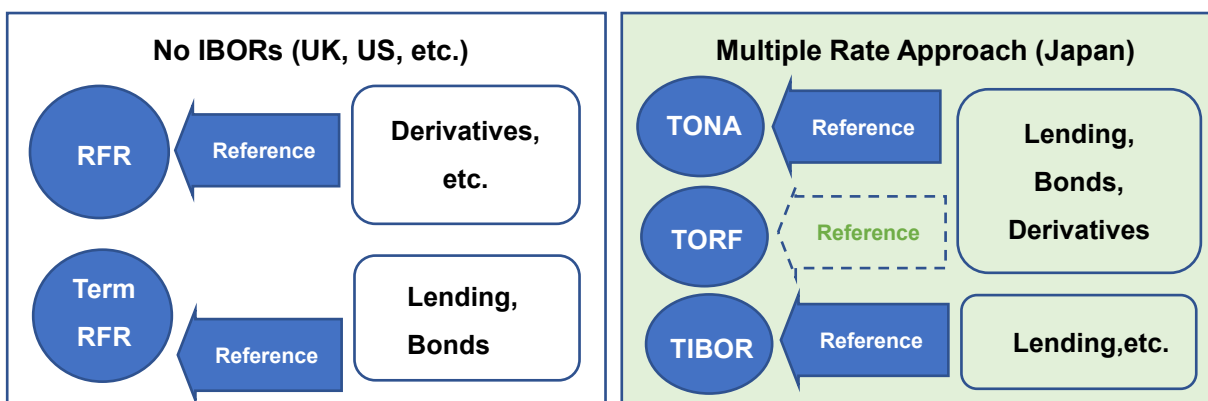 No IBORs (UK, US, etc.)
RFR
Reference
Derivatives,
etc.
Term
RFR
Reference
Lending,
Bonds
Multiple Rate Approach (Japan)
TONA
Reference
Lending,
Bonds,
Derivatives
TORF
Reference
TIBOR
Reference
Lending,etc.